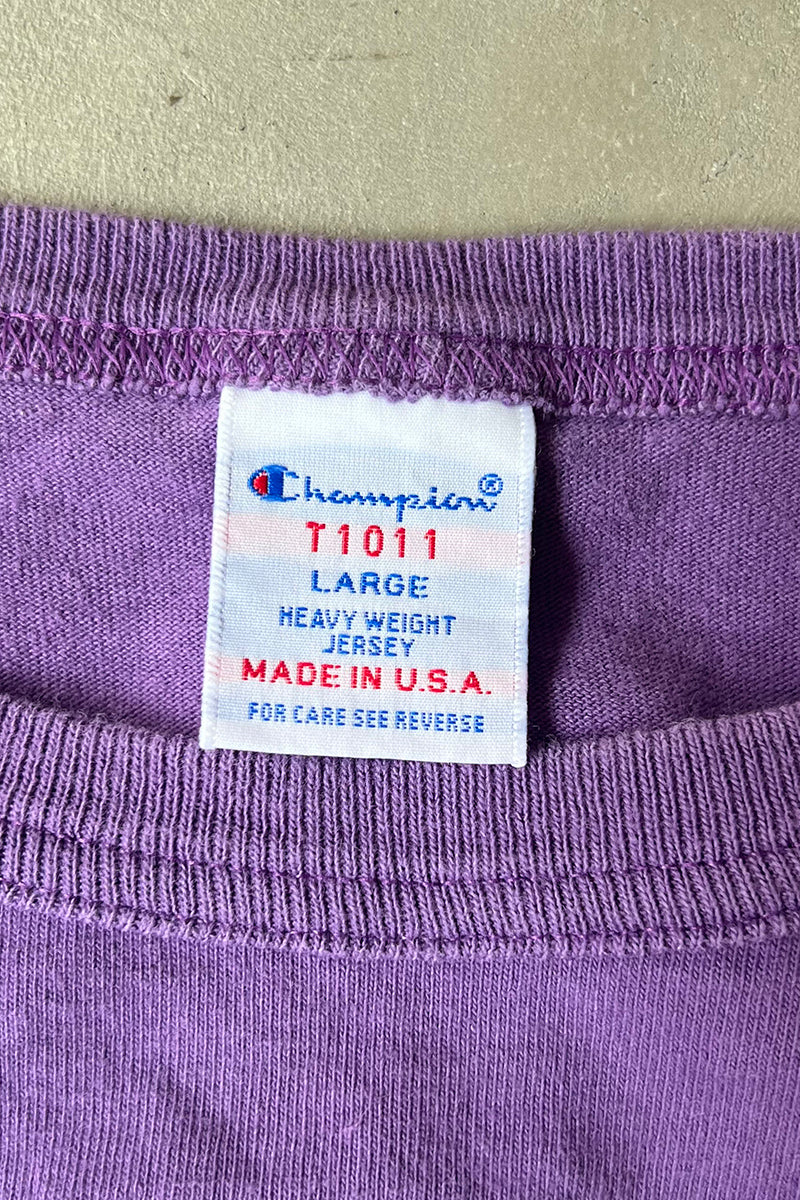 Champion®
T1011
LARGE
HEAVY WEIGHT
JERSEY
MADE IN U.S.A.
FOR CARE SEE REVERSE